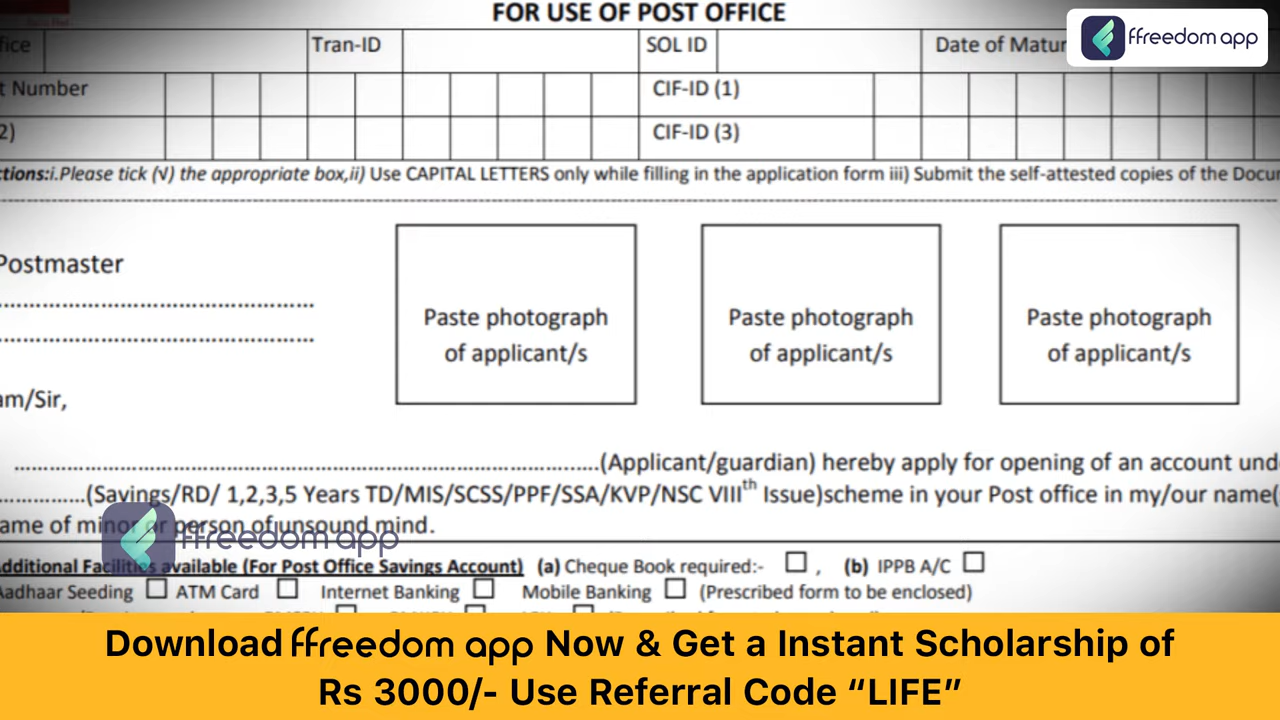 FOR USE OF POST OFFICE
ffreedom app
fice Tran-ID SOL ID Date of Matur
t Number CIF-ID (1)
2) CIF-ID (3)
ctions:i.Please tick (√) the appropriate box,ii) Use CAPITAL LETTERS only while filling in the application form iii) Submit the self-attested copies of the Docu
Postmaster
Paste photograph Paste photograph Paste photograph
of applicant/s of applicant/s of applicant/s
am/Sir,
(Applicant/guardian) hereby apply for opening of an account und
(Savings/RD/ 1,2,3,5 Years TD/MIS/SCSS/PPF/SSA/KVP/NSC VIIIth Issue)scheme in your Post office in my/our name(
ame of minor or person of unsound mind.
ffreedom app
Additional Facilities available (For Post Office Savings Account) (a) Cheque Book required:- , (b) IPPB A/C
Aadhaar Seeding ATM Card Internet Banking Mobile Banking (Prescribed form to be enclosed)
Download ffreedom app Now & Get a Instant Scholarship of
Rs 3000/- Use Referral Code “LIFE”